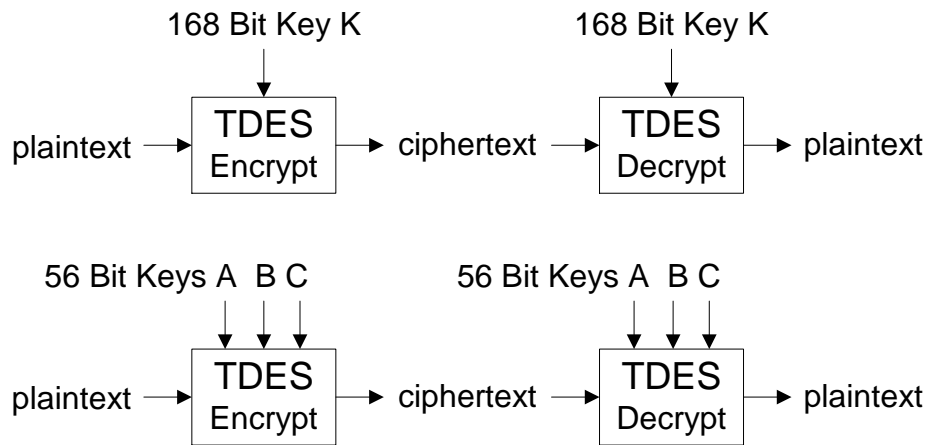 168 Bit Key K 168 Bit Key K
TDES TDES
plaintext Encrypt ciphertext Decrypt plaintext
56 Bit Keys A B C 56 Bit Keys A B C
TDES TDES
plaintext Encrypt ciphertext Decrypt plaintext